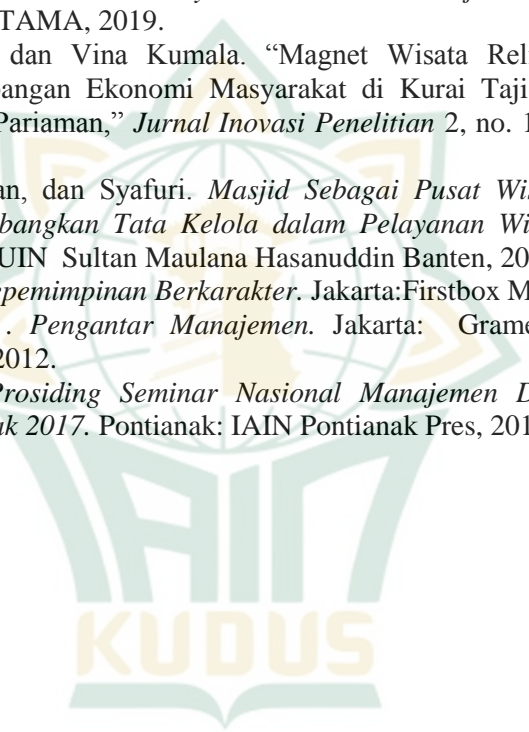 TAMA, 2019.
dan Vina Kumala. “Magnet Wisata Reli
bangan Ekonomi Masyarakat di Kurai Taji
Pariaman,” Jurnal Inovasi Penelitian 2, no. 1
an, dan Syafuri. Masjid Sebagai Pusat Wi
bangkan Tata Kelola dalam Pelayanan Wi
UIN Sultan Maulana Hasanuddin Banten, 20
epemimpinan Berkarakter. Jakarta:Firstbox M
. Pengantar Manajemen. Jakarta: Grame
2012.
Prosiding Seminar Nasional Manajemen D
ak 2017. Pontianak: IAIN Pontianak Pres, 201
IAIN
KUDUS